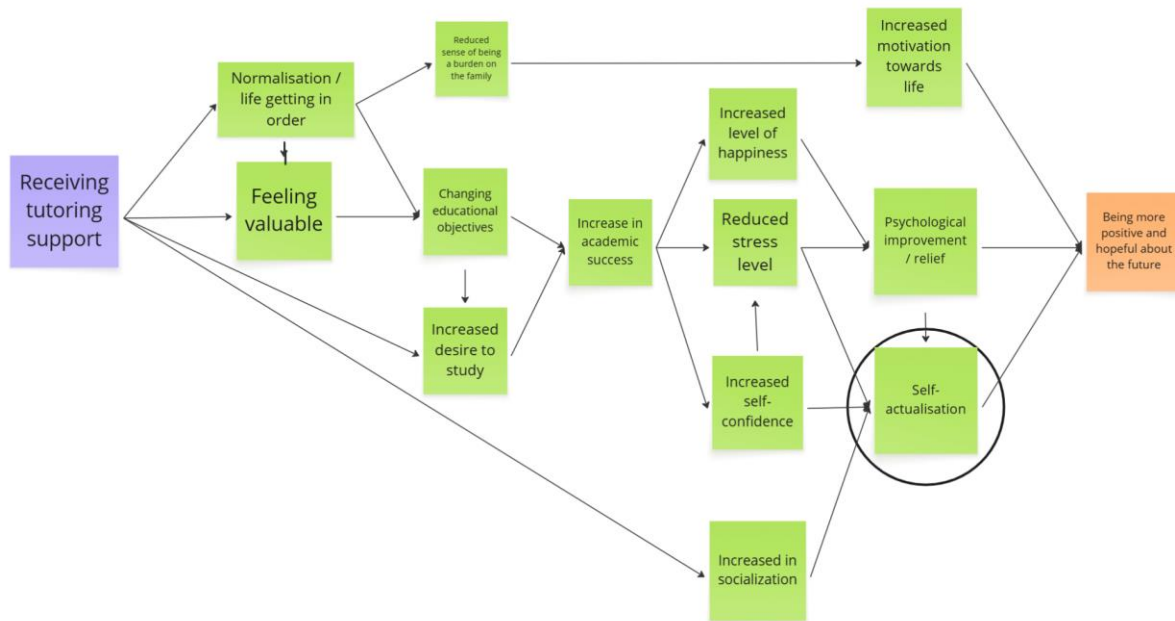 Receiving
tutoring
support
Normalisation /
life getting in
order
Feeling
valuable
Reduced
sense of being
a burden on
the family
Changing
educational
objectives
Increased
desire to
study
Increase in
academic
success
Increased
level of
happiness
Reduced
stress
level
Increased
self-
confidence
Increased in
socialization
Increased
motivation
towards
life
Psychological
improvement
/ relief
Self-
actualisation
Being more
positive and
hopeful about
the future